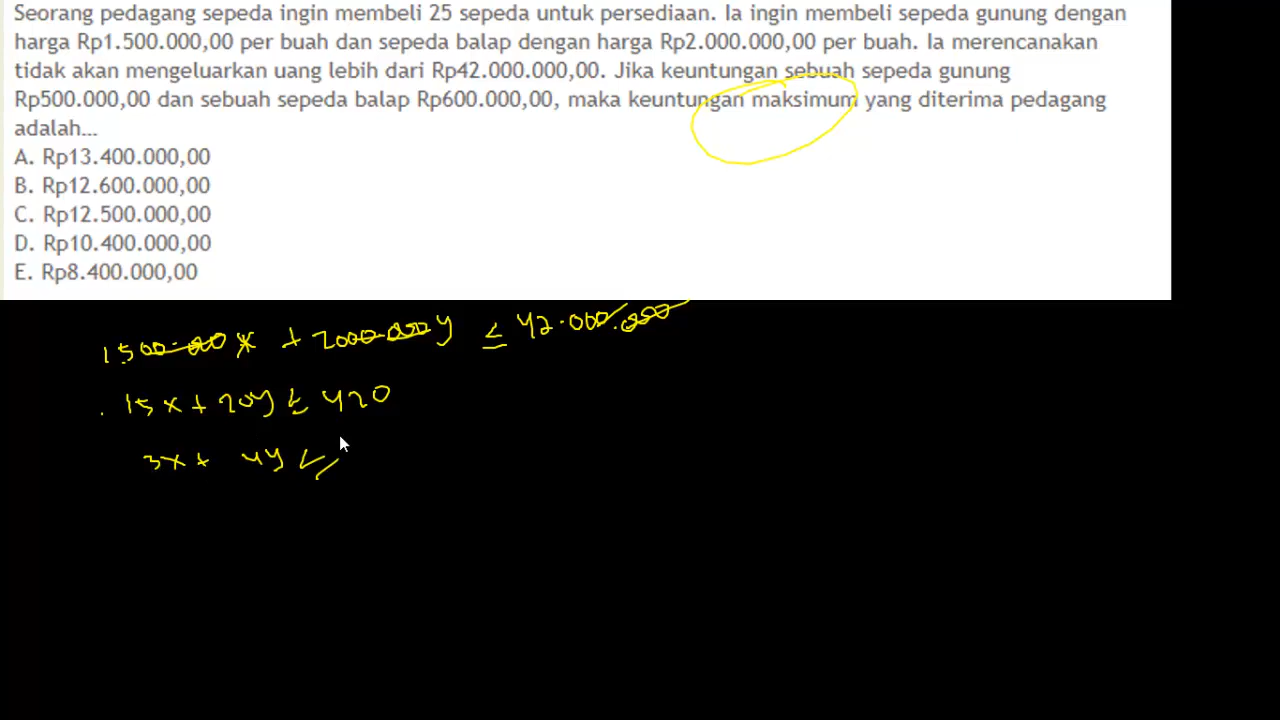 Seorang pedagang sepeda ingin membeli 25 sepeda untuk persediaan. Ia ingin membeli sepeda gunung dengan
harga Rp1.500.000,00 per buah dan sepeda balap dengan harga Rp2.000.000,00 per buah. Ia merencanakan
tidak akan mengeluarkan uang lebih dari Rp42.000.000,00. Jika keuntungan sebuah sepeda gunung
Rp500.000,00 dan sebuah sepeda balap Rp600.000,00, maka keuntungan maksimum yang diterima pedagang
adalah...
A. Rp13.400.000,00
B. Rp12.600.000,00
C. Rp12.500.000,00
D. Rp10.400.000,00
E. Rp8.400.000,00
1500.000x + 2000.000y ≤ 42.000.000
15x + 20y ≤ 420
3x + 4y ≤